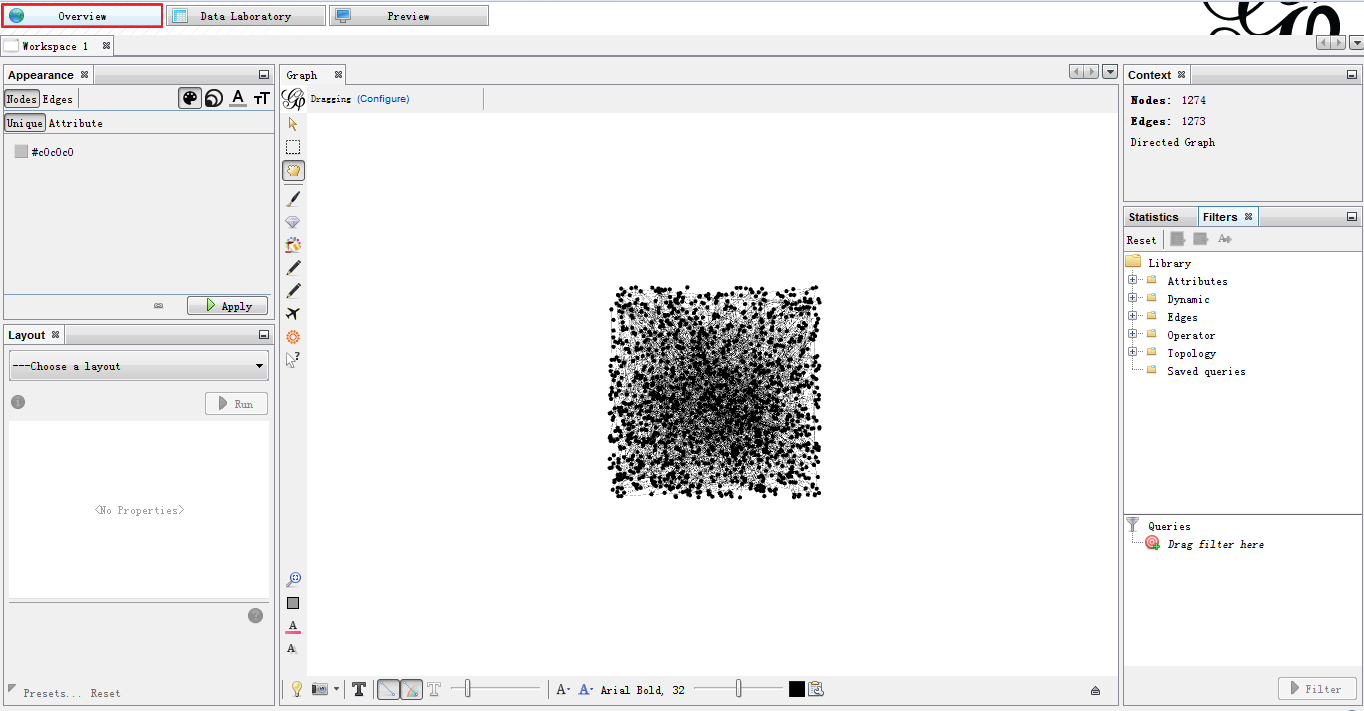 Overview
Data Laboratory
Preview
Workspace 1
Appearance
Nodes Edges
A TT
Unique Attribute
#c0c0c0
Apply
Layout
---Choose a layout
Run
<No Properties>
Presets... Reset
Graph
Dragging (Configure)
?
A
A
T
T
A- A- Arial Bold, 32
Context
Nodes: 1274
Edges: 1273
Directed Graph
Statistics Filters
Reset
Library
Attributes
Dynamic
Edges
Operator
Topology
Saved queries
Queries
Drag filter here
Filter